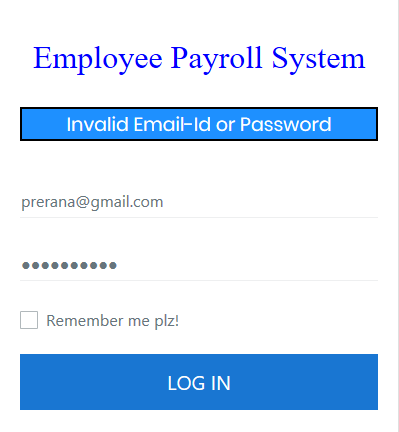 Employee Payroll System
Invalid Email-Id or Password
prerana@gmail.com
●●●●●●●●●●
Remember me plz!
LOG IN